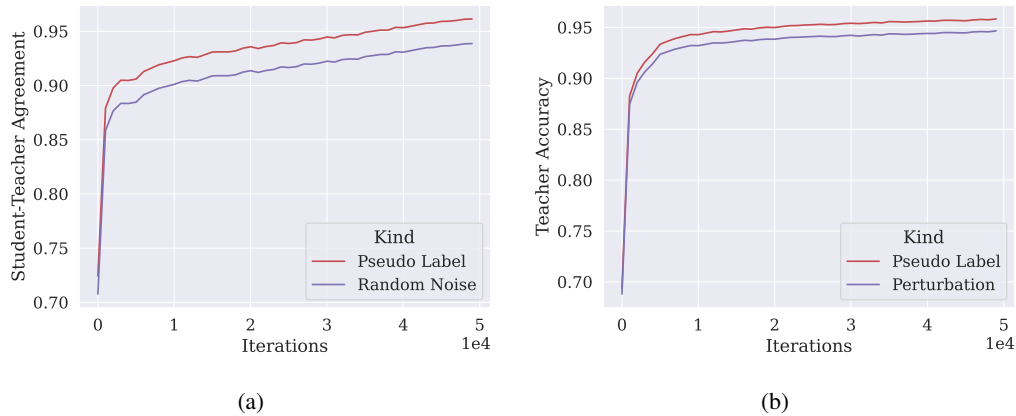 Student-Teacher Agreement
0.95
0.90
0.85
0.80
0.75
0.70
0
1
2
3
4
5
1e4
Iterations
Kind
Pseudo Label
Random Noise
(a)
Teacher Accuracy
0.95
0.90
0.85
0.80
0.75
0.70
0
1
2
3
4
5
1e4
Iterations
Kind
Pseudo Label
Perturbation
(b)